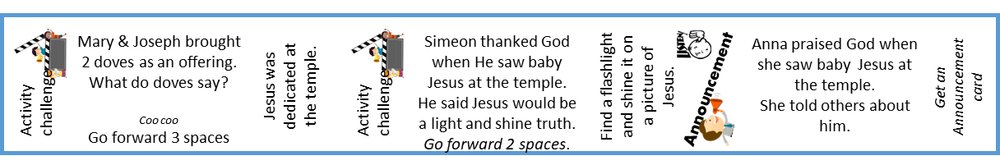 Activity
challenge
Mary & Joseph brought
2 doves as an offering.
What do doves say?
Coo coo
Go forward 3 spaces
Jesus was
dedicated at
the temple.
Activity
challenge
Simeon thanked God
when He saw baby
Jesus at the temple.
He said Jesus would be
a light and shine truth.
Go forward 2 spaces.
Find a flashlight
and shine it on
a picture of
Jesus.
LISTEN
Announcement
Anna praised God when
she saw baby Jesus at
the temple.
She told others about
him.
Get an
Announcement
card